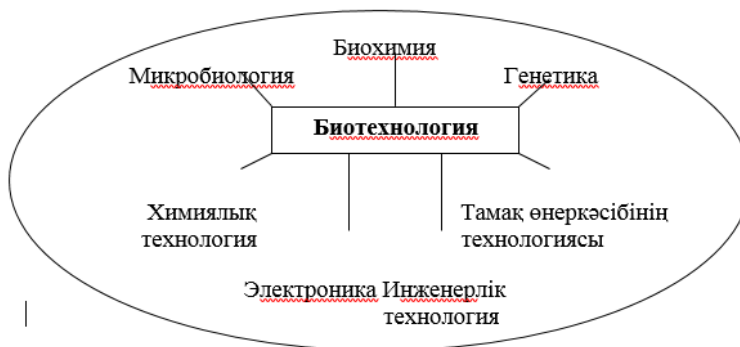 Биохимия
Микробиология Генетика
Биотехнология
Химиялық Тамақ өнеркәсібінің
технология технологиясы
Электроника Инженерлік
технология